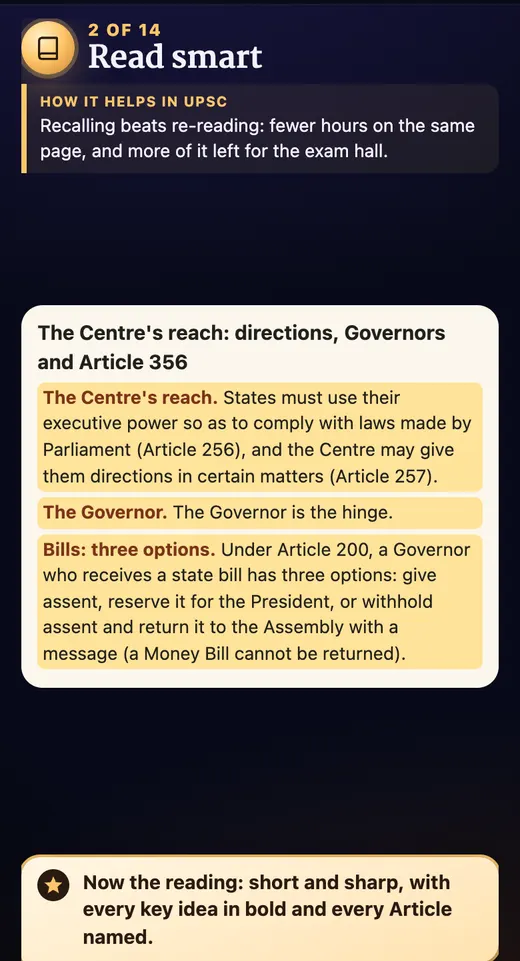 2 OF 14
Read smart
HOW IT HELPS IN UPSC
Recalling beats re-reading: fewer hours on the same
page, and more of it left for the exam hall.
The Centre's reach: directions, Governors
and Article 356
The Centre's reach. States must use their
executive power so as to comply with laws made by
Parliament (Article 256), and the Centre may give
them directions in certain matters (Article 257).
The Governor. The Governor is the hinge.
Bills: three options. Under Article 200, a Governor
who receives a state bill has three options: give
assent, reserve it for the President, or withhold
assent and return it to the Assembly with a
message (a Money Bill cannot be returned).
Now the reading: short and sharp, with
every key idea in bold and every Article
named.